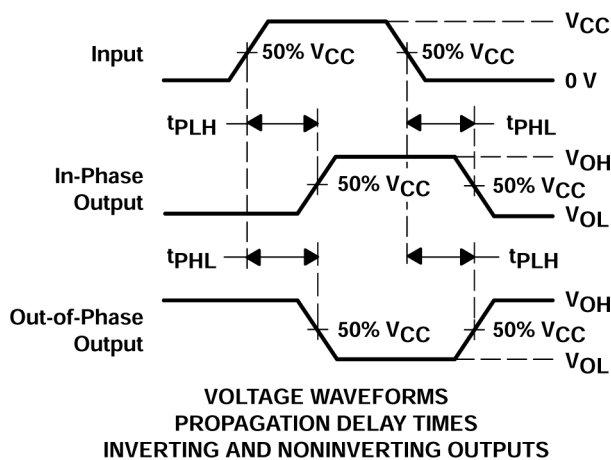 Input
50% VCC
50% VCC
VCC
0 V
tPLH
tPHL
In-Phase
Output
50% VCC
50% VCC
VOH
VOL
tPHL
tPLH
Out-of-Phase
Output
50% VCC
50% VCC
VOH
VOL
VOLTAGE WAVEFORMS
PROPAGATION DELAY TIMES
INVERTING AND NONINVERTING OUTPUTS